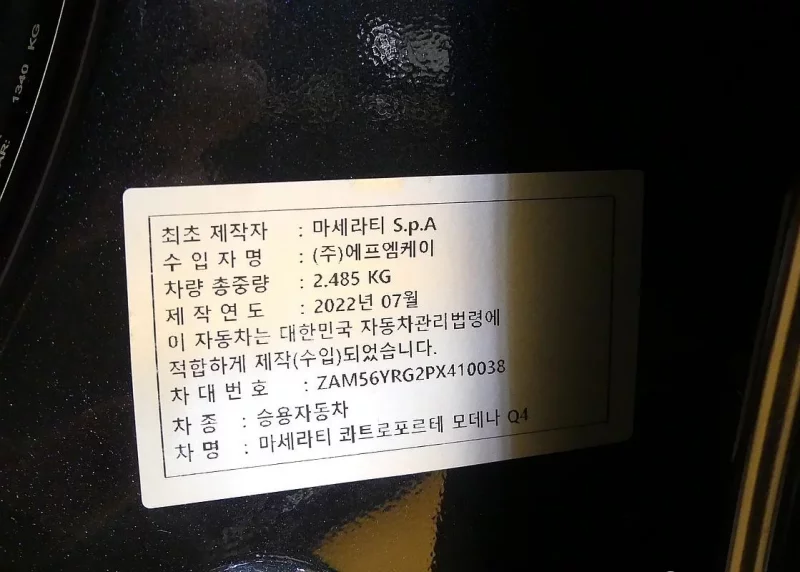 1340 KG
최초 제작자 : 마세라티 S.p.A
수 입 자 명 : (주)에프엠케이
차량 총중량 : 2.485 KG
제 작 연 도 : 2022년 07월
이 자동차는 대한민국 자동차관리법령에
적합하게 제작(수입)되었습니다.
차 대 번 호 : ZAM56YRG2PX410038
차 종 : 승용자동차
차 명 : 마세라티 콰트로포르테 모데나 Q4